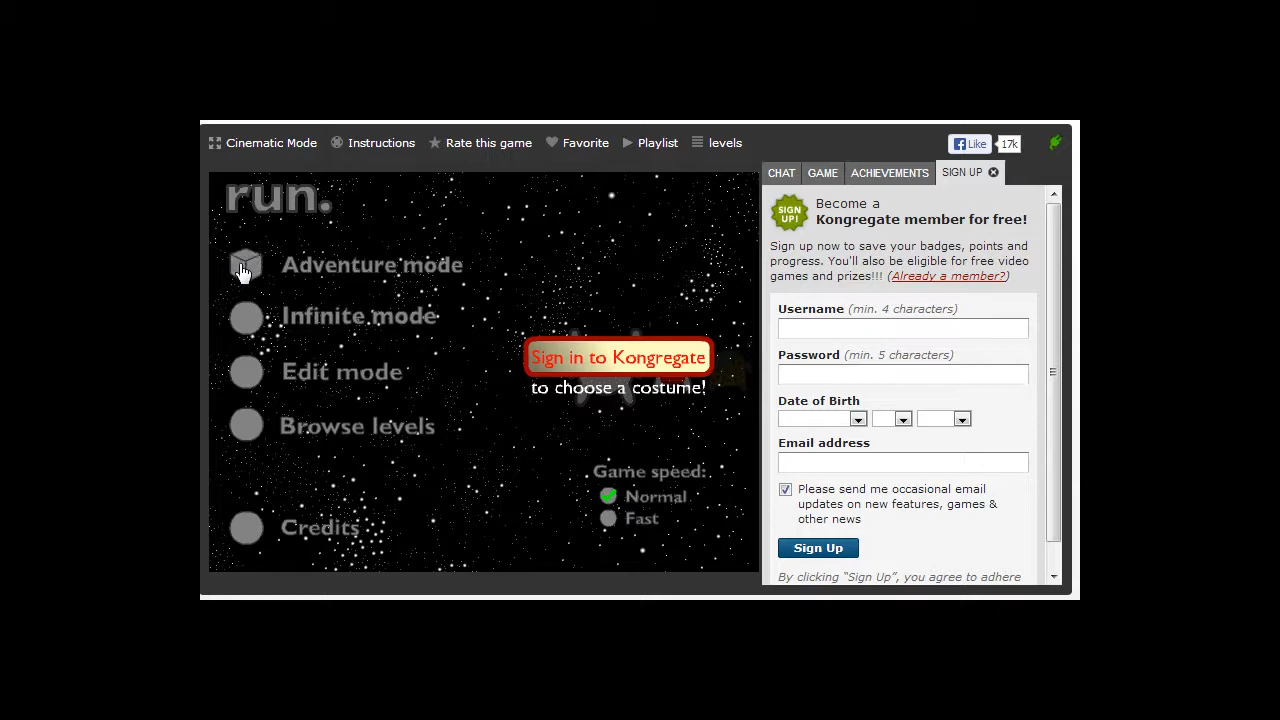 Cinematic Mode Instructions Rate this game Favorite Playlist levels Like 17k
CHAT GAME ACHIEVEMENTS SIGN UP
run.
Adventure mode
Infinite mode
Edit mode
Browse levels
Credits
Sign in to Kongregate
to choose a costume!
Game speed:
Normal
Fast
SIGN UP!
Become a
Kongregate member for free!
Sign up now to save your badges, points and
progress. You'll also be eligible for free video
games and prizes!!! (Already a member?)
Username (min. 4 characters)
Password (min. 5 characters)
Date of Birth
Email address
Please send me occasional email
updates on new features, games &
other news
Sign Up
By clicking “Sign Up”, you agree to adhere